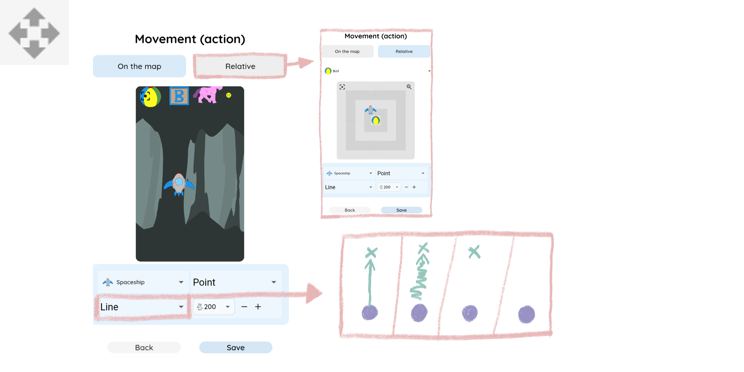 Movement (action)
On the map
Relative
B
Spaceship
Point
Line
200
Back
Save
Movement (action)
On the map
Relative
Ball
Spaceship
Point
Line
200
Back
Save